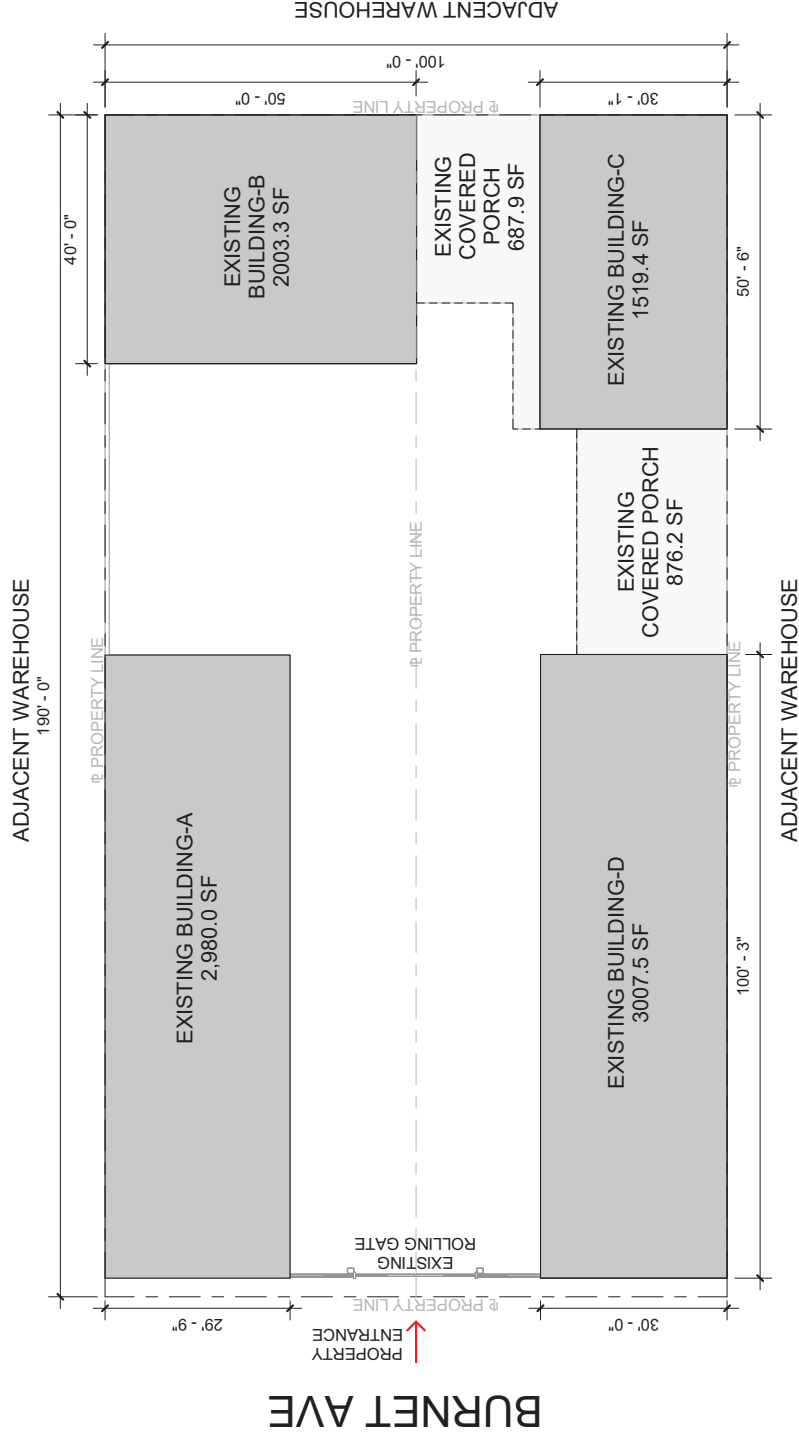 ADJACENT WAREHOUSE
190' - 0"
40' - 0"
℄ PROPERTY LINE
EXISTING BUILDING-A
2,980.0 SF
EXISTING
BUILDING-B
2003.3 SF
29' - 9"
50' - 0"
100' - 0"
ADJACENT WAREHOUSE
℄ PROPERTY LINE
BURNET AVE
PROPERTY
ENTRANCE
℄ PROPERTY LINE
EXISTING
ROLLING GATE
℄ PROPERTY LINE
EXISTING
COVERED
PORCH
687.9 SF
EXISTING BUILDING-D
3007.5 SF
EXISTING
COVERED PORCH
876.2 SF
EXISTING BUILDING-C
1519.4 SF
30' - 0"
30' - 1"
100' - 3"
℄ PROPERTY LINE
50' - 6"
ADJACENT WAREHOUSE